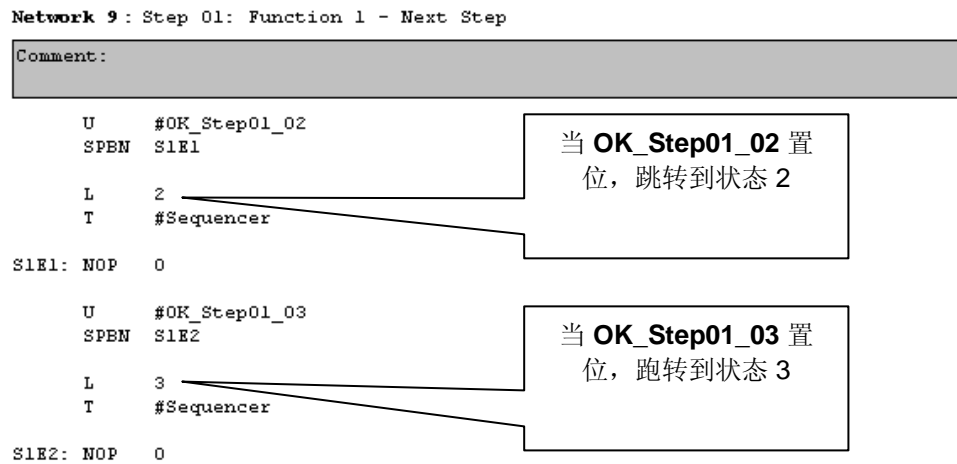 Network 9 : Step 01: Function 1 - Next Step
Comment:
U #OK_Step01_02
SPBN S1E1
L 2
T #Sequencer
S1E1: NOP 0
U #OK_Step01_03
SPBN S1E2
L 3
T #Sequencer
S1E2: NOP 0
当 OK_Step01_02 置
位，跳转到状态 2
当 OK_Step01_03 置
位，跑转到状态 3